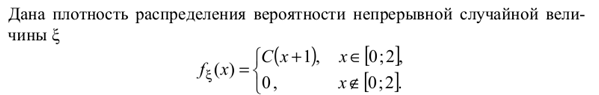 Дана плотность распределения вероятности непрерывной случайной вели-
чины ξ
f_ξ(x) = { C(x+1), x ∈ [0;2],
0, x ∉ [0;2].